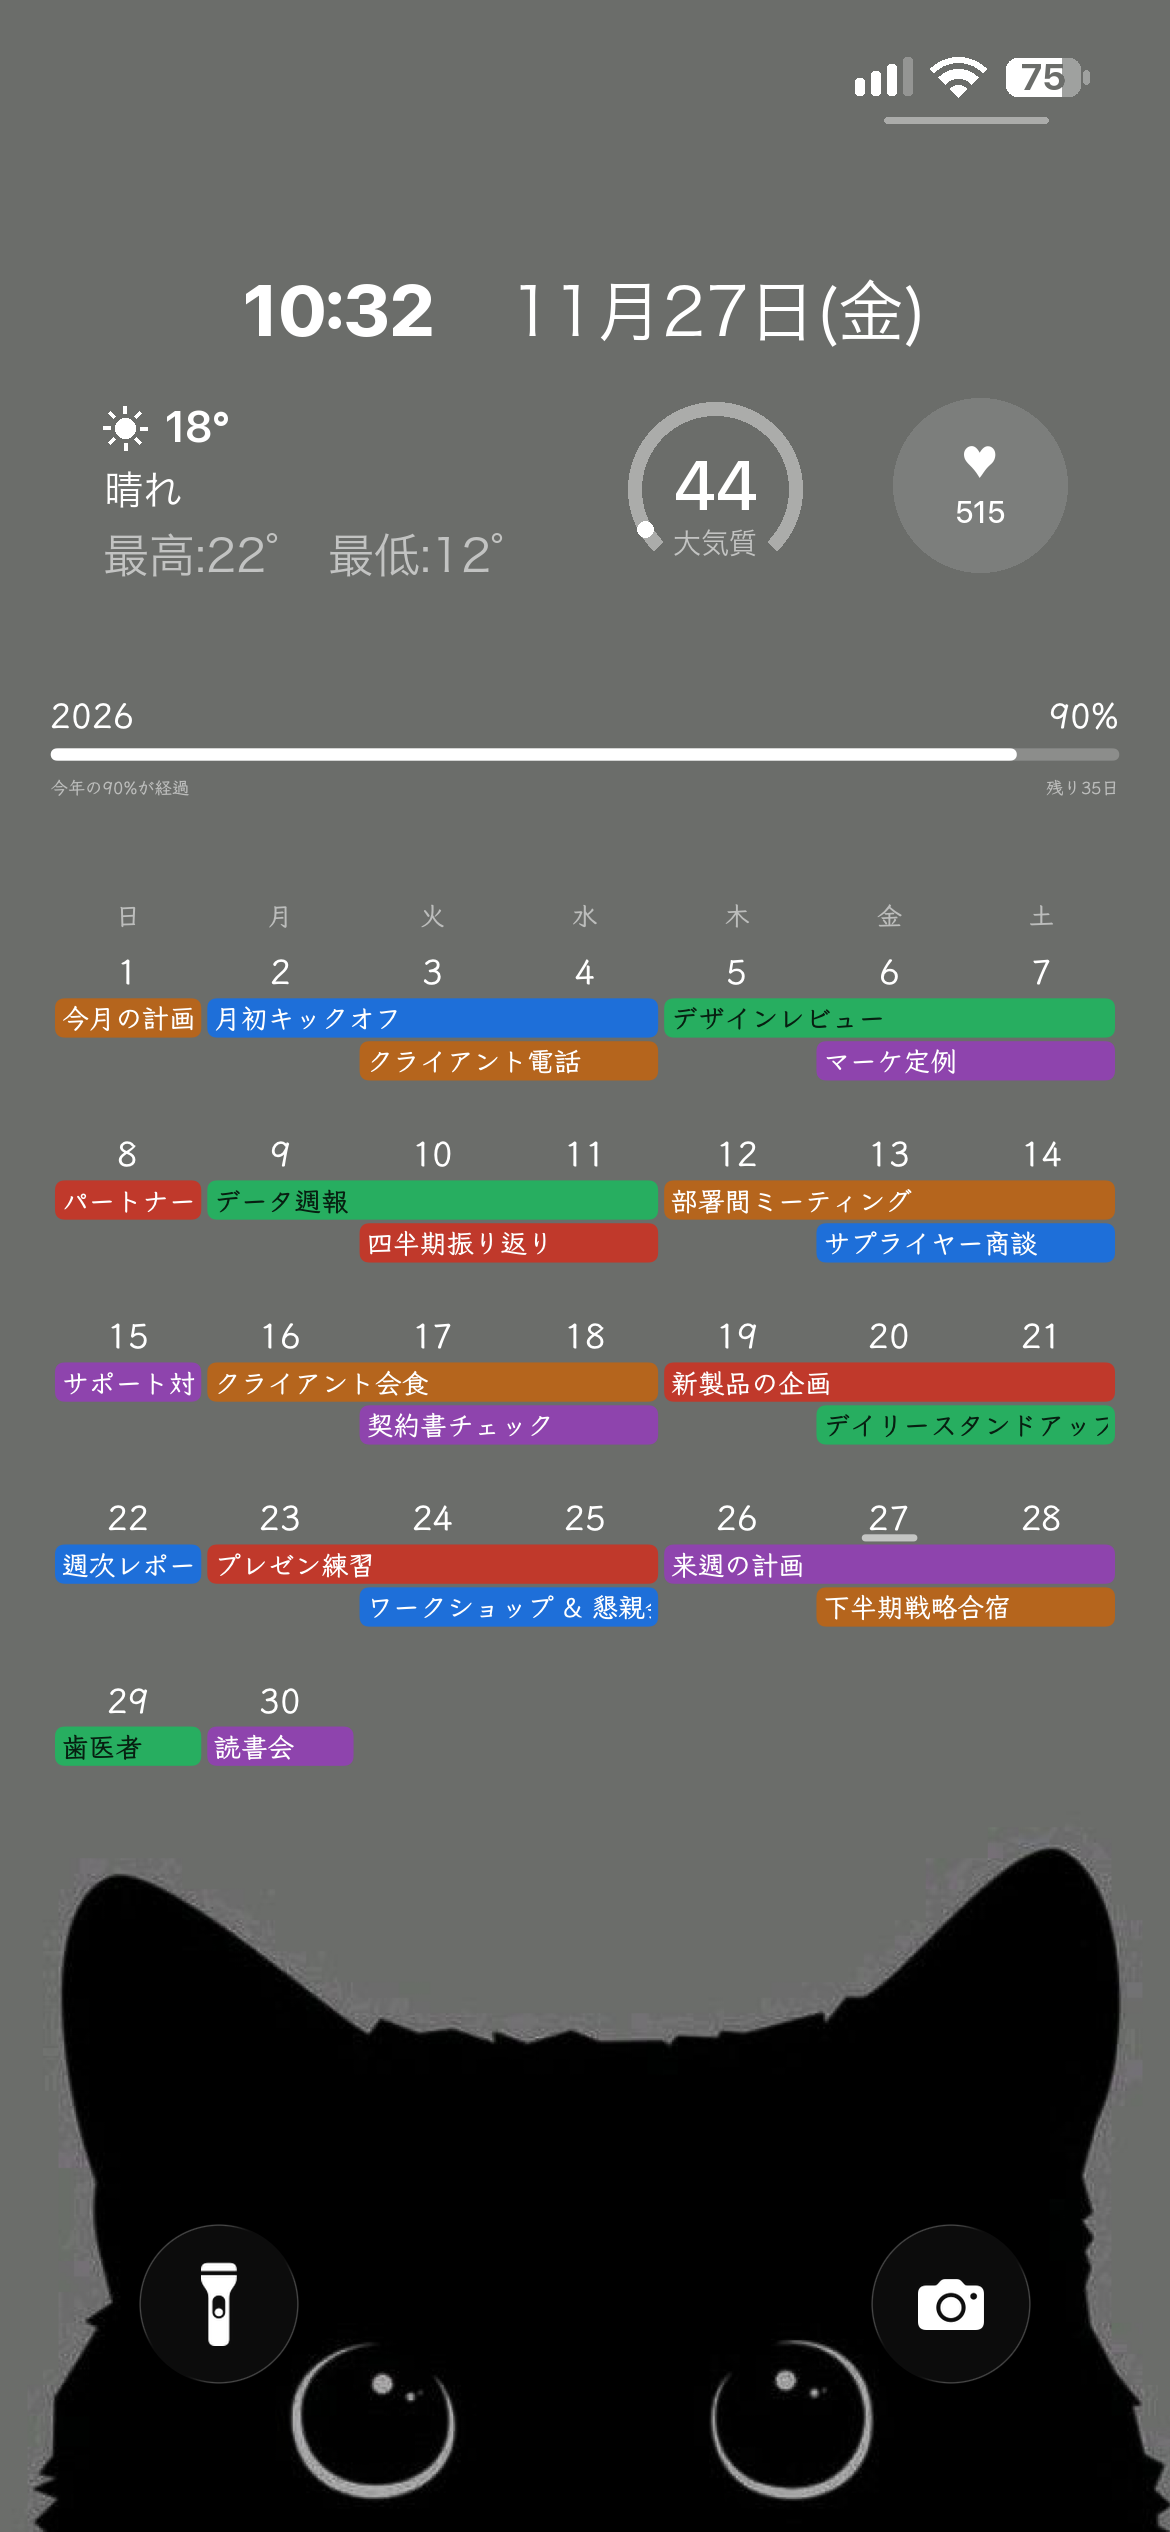 75
10:32 11月27日(金)
18°
晴れ
最高:22° 最低:12°
44
大気質
515
2026 90%
今年の90%が経過 残り35日
日 月 火 水 木 金 土
1 2 3 4 5 6 7
今月の計画 月初キックオフ デザインレビュー
クライアント電話 マーケ定例
8 9 10 11 12 13 14
パートナー データ週報 部署間ミーティング
四半期振り返り サプライヤー商談
15 16 17 18 19 20 21
サポート対 クライアント会食 新製品の企画
契約書チェック デイリースタンドアップ
22 23 24 25 26 27 28
週次レポー プレゼン練習 来週の計画
ワークショップ & 懇親 下半期戦略合宿
29 30
歯医者 読書会